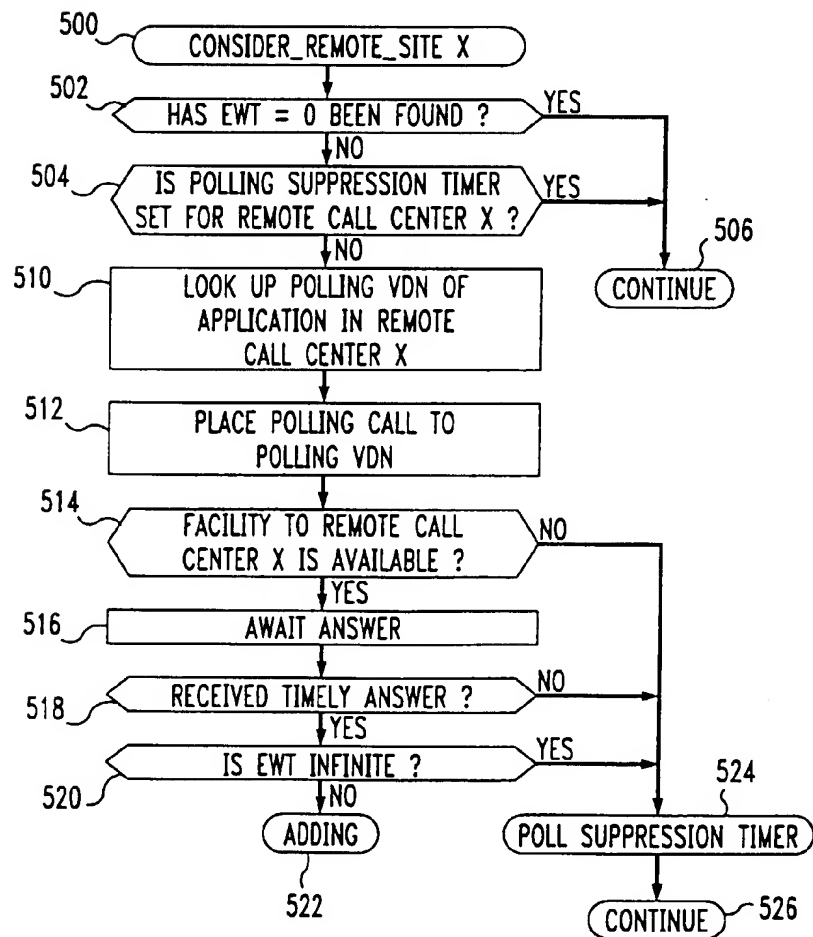 500
CONSIDER_REMOTE_SITE X
502
HAS EWT = 0 BEEN FOUND ?
YES
NO
504
IS POLLING SUPPRESSION TIMER
SET FOR REMOTE CALL CENTER X ?
YES
NO
506
CONTINUE
510
LOOK UP POLLING VDN OF
APPLICATION IN REMOTE
CALL CENTER X
512
PLACE POLLING CALL TO
POLLING VDN
514
FACILITY TO REMOTE CALL
CENTER X IS AVAILABLE ?
NO
YES
516
AWAIT ANSWER
518
RECEIVED TIMELY ANSWER ?
NO
YES
520
IS EWT INFINITE ?
YES
NO
522
ADDING
524
POLL SUPPRESSION TIMER
CONTINUE
526